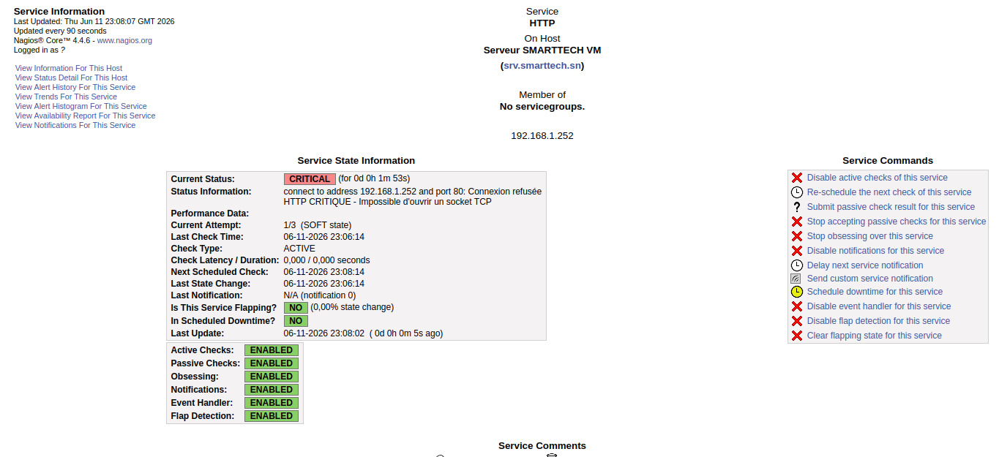 Service Information
Last Updated: Thu Jun 11 23:08:07 GMT 2026
Updated every 90 seconds
Nagios® Core™ 4.4.6 - www.nagios.org
Logged in as ?
View Information For This Host
View Status Detail For This Host
View Alert History For This Service
View Trends For This Service
View Alert Histogram For This Service
View Availability Report For This Service
View Notifications For This Service
Service
HTTP
On Host
Serveur SMARTTECH VM
(srv.smarttech.sn)
Member of
No servicegroups.
192.168.1.252
Service State Information
Current Status: CRITICAL (for 0d 0h 1m 53s)
Status Information: connect to address 192.168.1.252 and port 80: Connexion refusée
HTTP CRITIQUE - Impossible d'ouvrir un socket TCP
Performance Data:
Current Attempt: 1/3 (SOFT state)
Last Check Time: 06-11-2026 23:06:14
Check Type: ACTIVE
Check Latency / Duration: 0,000 / 0,000 seconds
Next Scheduled Check: 06-11-2026 23:08:14
Last State Change: 06-11-2026 23:06:14
Last Notification: N/A (notification 0)
Is This Service Flapping? NO (0,00% state change)
In Scheduled Downtime? NO
Last Update: 06-11-2026 23:08:02 ( 0d 0h 0m 5s ago)
Active Checks: ENABLED
Passive Checks: ENABLED
Obsessing: ENABLED
Notifications: ENABLED
Event Handler: ENABLED
Flap Detection: ENABLED
Service Commands
Disable active checks of this service
Re-schedule the next check of this service
? Submit passive check result for this service
Stop accepting passive checks for this service
Stop obsessing over this service
Disable notifications for this service
Delay next service notification
Send custom service notification
Schedule downtime for this service
Disable event handler for this service
Disable flap detection for this service
Clear flapping state for this service
Service Comments